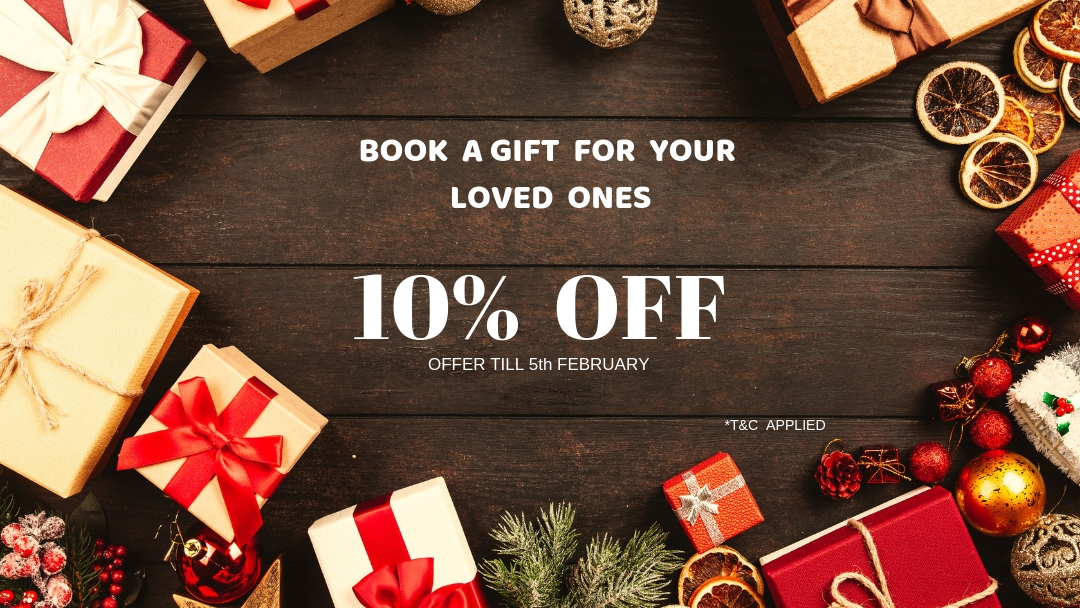 BOOK A GIFT FOR YOUR
LOVED ONES
10% OFF
OFFER TILL 5th FEBRUARY
*T&C APPLIED